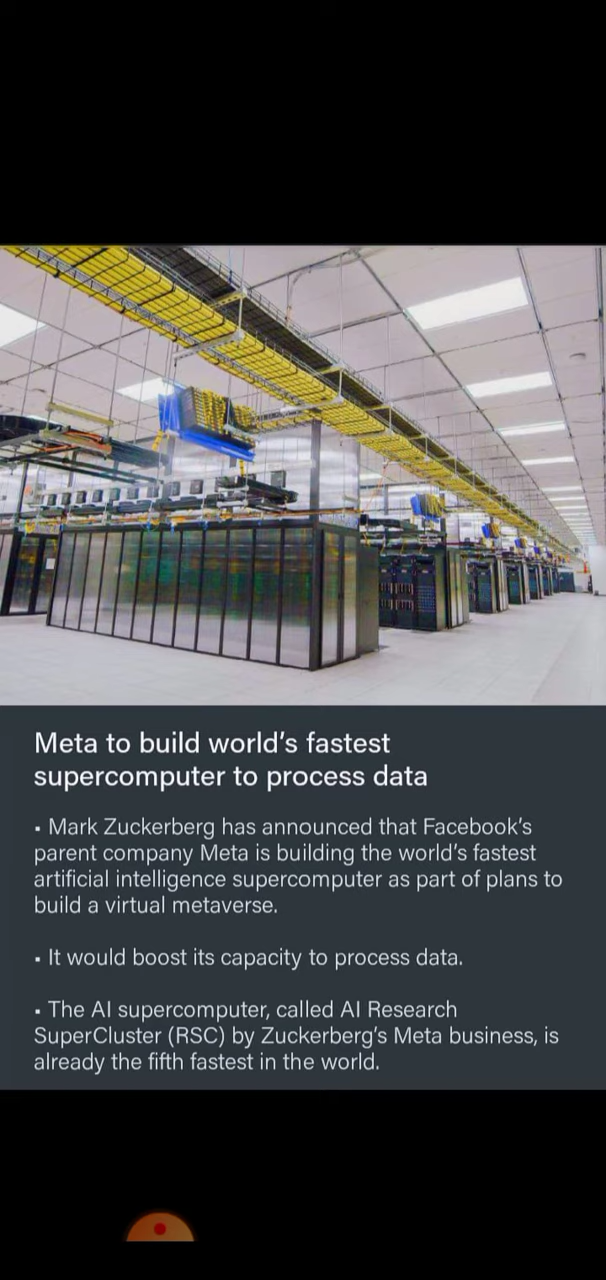 Meta to build world's fastest
supercomputer to process data
▪ Mark Zuckerberg has announced that Facebook's
parent company Meta is building the world's fastest
artificial intelligence supercomputer as part of plans to
build a virtual metaverse.
▪ It would boost its capacity to process data.
▪ The AI supercomputer, called AI Research
SuperCluster (RSC) by Zuckerberg's Meta business, is
already the fifth fastest in the world.